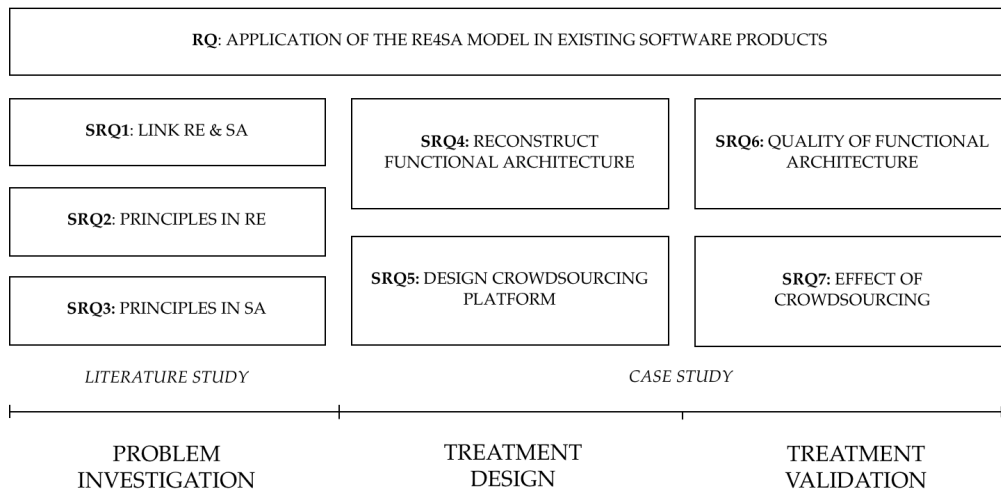 RQ: APPLICATION OF THE RE4SA MODEL IN EXISTING SOFTWARE PRODUCTS
SRQ1: LINK RE & SA
SRQ2: PRINCIPLES IN RE
SRQ3: PRINCIPLES IN SA
SRQ4: RECONSTRUCT
FUNCTIONAL ARCHITECTURE
SRQ5: DESIGN CROWDSOURCING
PLATFORM
SRQ6: QUALITY OF FUNCTIONAL
ARCHITECTURE
SRQ7: EFFECT OF
CROWDSOURCING
LITERATURE STUDY
CASE STUDY
PROBLEM
INVESTIGATION
TREATMENT
DESIGN
TREATMENT
VALIDATION